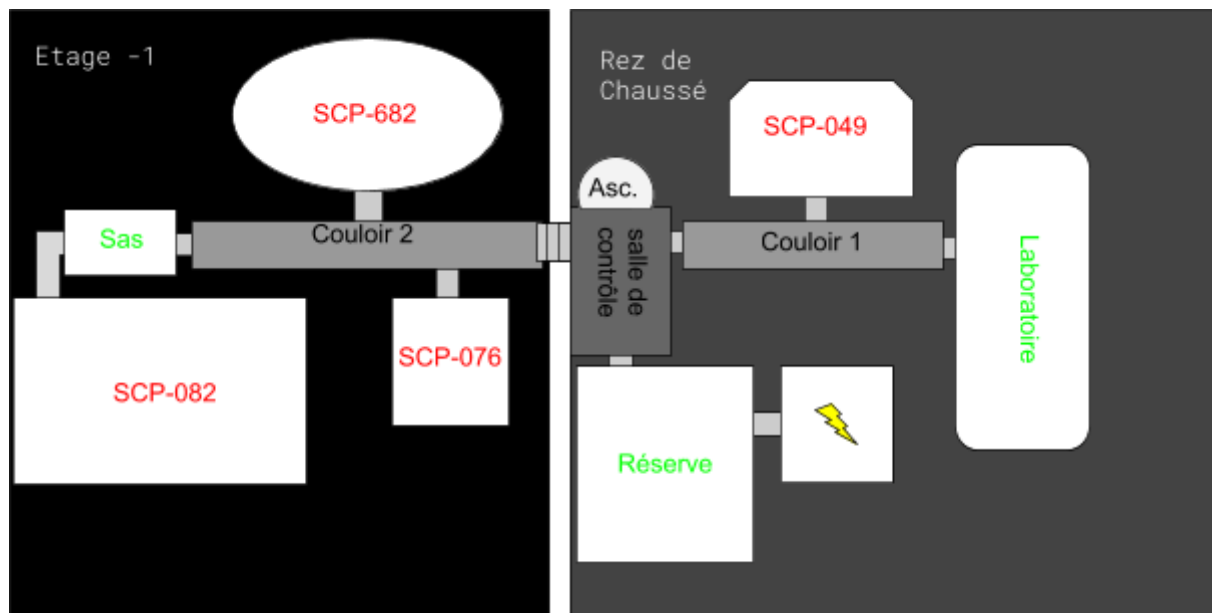 Etage -1
SCP-682
Sas
Couloir 2
SCP-082
SCP-076
Rez de
Chaussé
SCP-049
Asc.
salle de
contrôle
Couloir 1
Laboratoire
Réserve